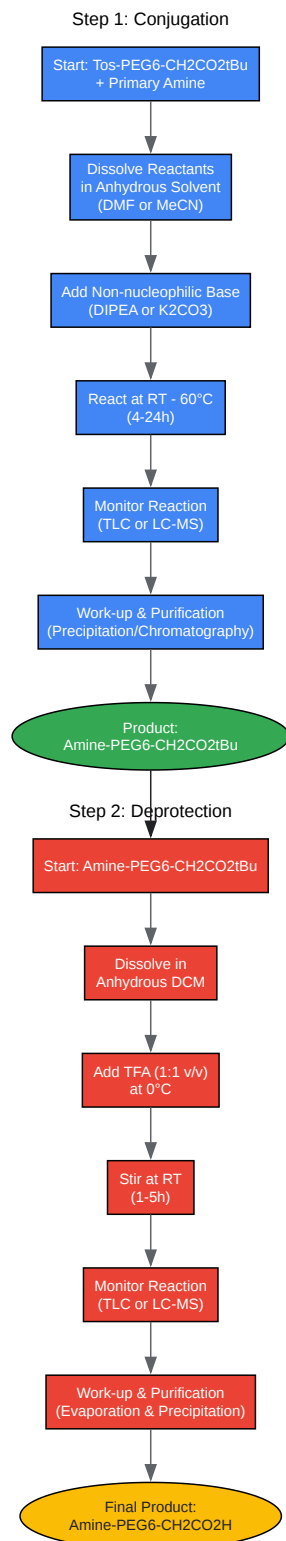 Step 1: Conjugation
Start: Tos-PEG6-CH2CO2tBu
+ Primary Amine
Dissolve Reactants
in Anhydrous Solvent
(DMF or MeCN)
Add Non-nucleophilic Base
(DIPEA or K2CO3)
React at RT - 60°C
(4-24h)
Monitor Reaction
(TLC or LC-MS)
Work-up & Purification
(Precipitation/Chromatography)
Product:
Amine-PEG6-CH2CO2tBu
Step 2: Deprotection
Start: Amine-PEG6-CH2CO2tBu
Dissolve in
Anhydrous DCM
Add TFA (1:1 v/v)
at 0°C
Stir at RT
(1-5h)
Monitor Reaction
(TLC or LC-MS)
Work-up & Purification
(Evaporation & Precipitation)
Final Product:
Amine-PEG6-CH2CO2H